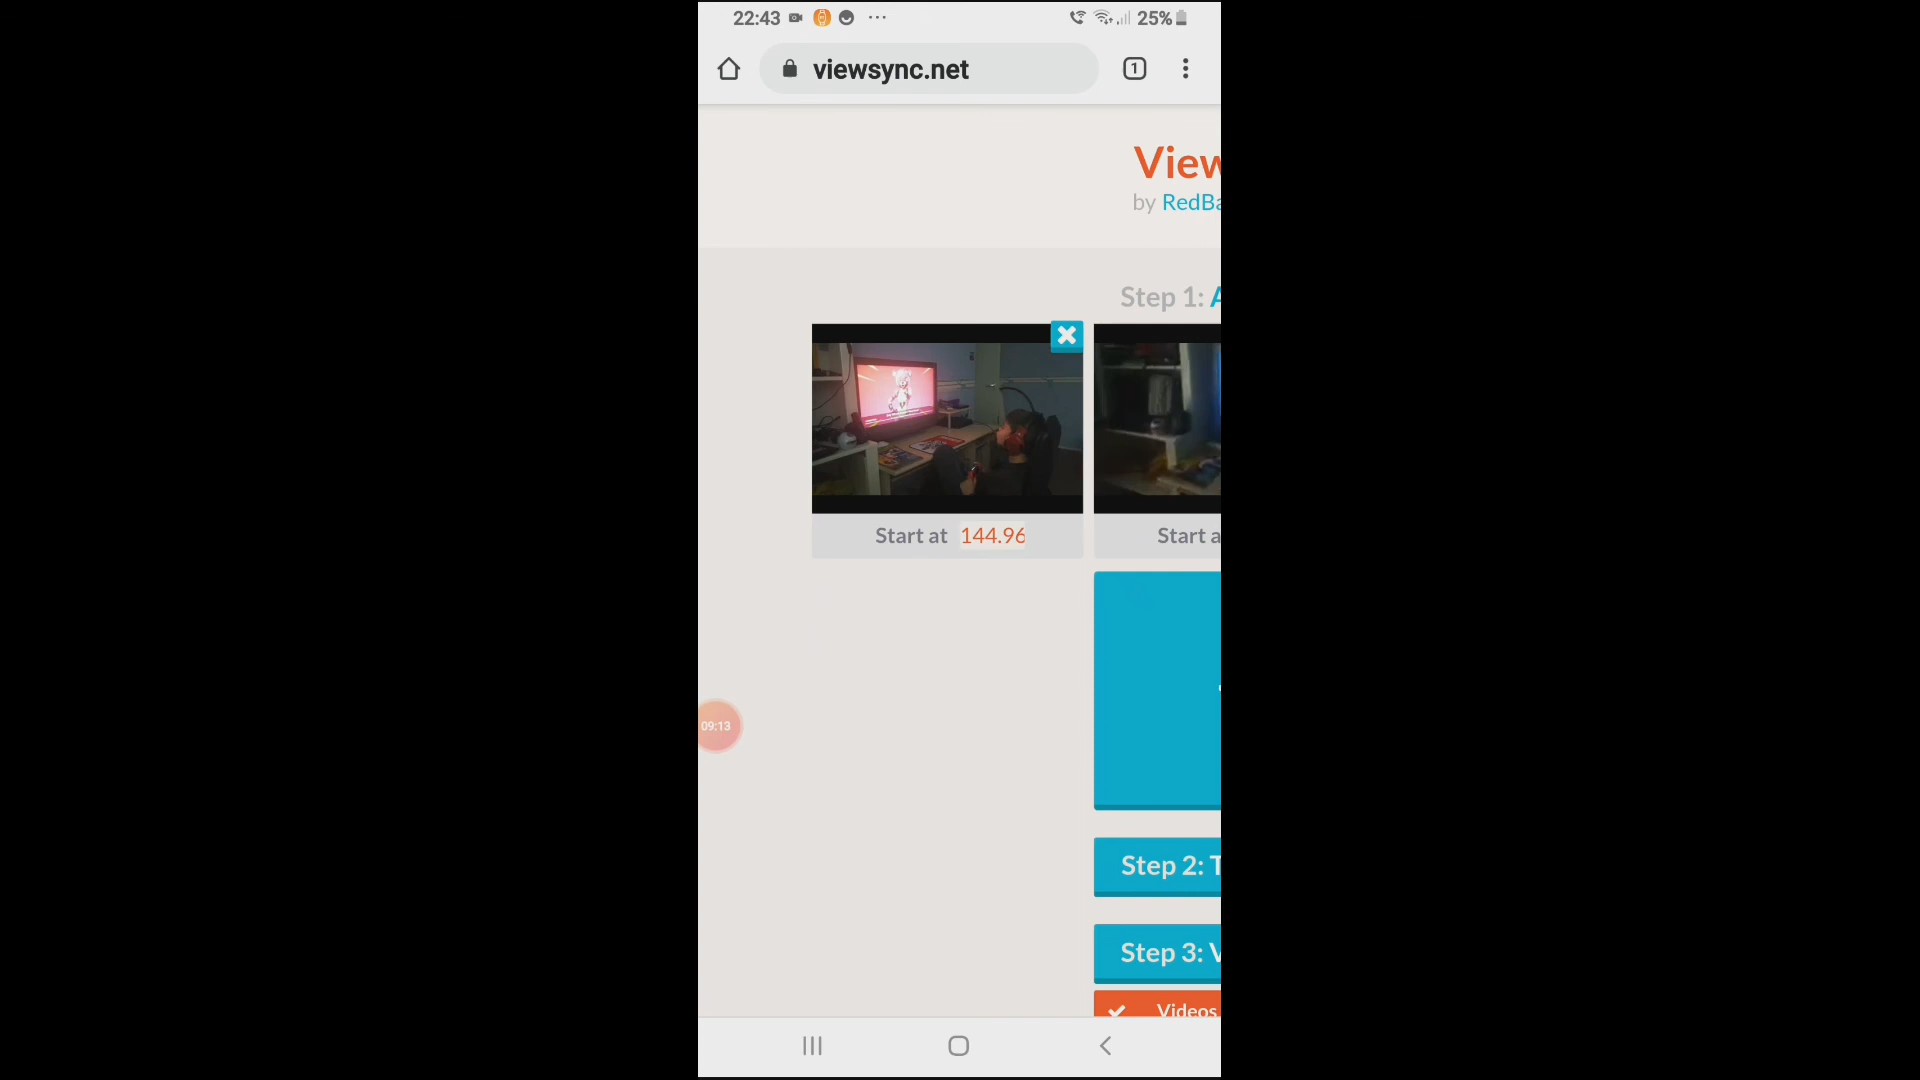 22:43
25%
viewsync.net
1
View
by RedBa
Step 1: A
Start at 144.96
Start a
09:13
Step 2: T
Step 3: V
Videos